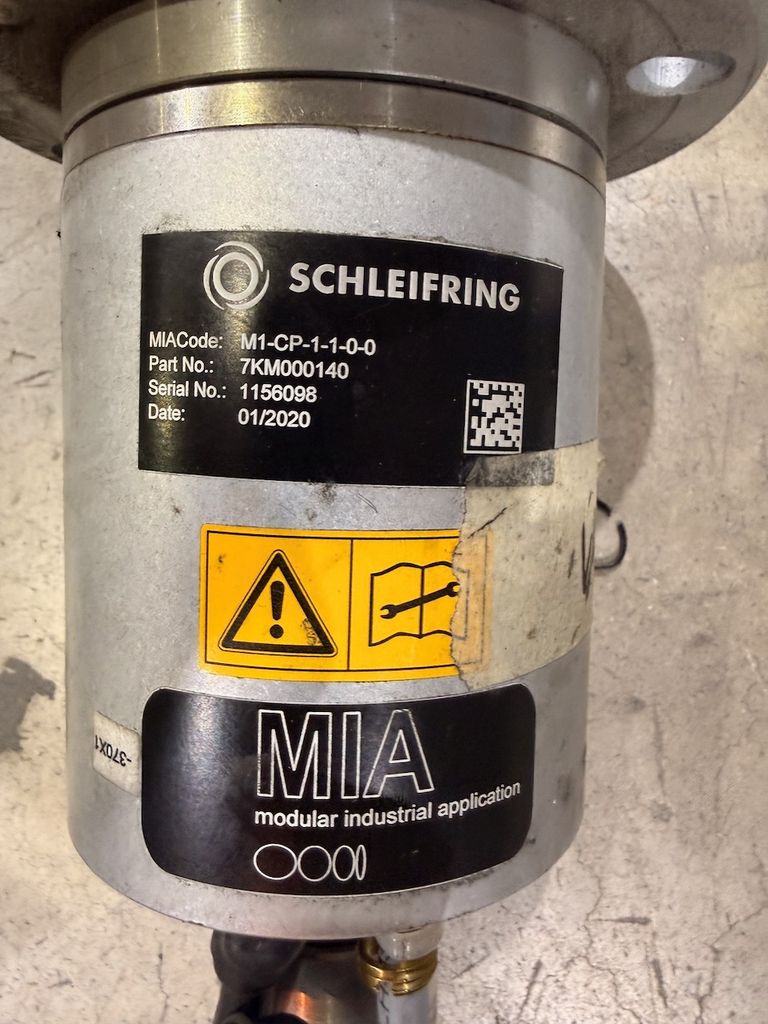 SCHLEIFRING
MIACode: M1-CP-1-1-0-0
Part No.: 7KM000140
Serial No.: 1156098
Date: 01/2020
MIA
modular industrial application
-370X1